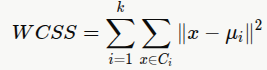 $$WCSS = \sum_{i=1}^{k} \sum_{x \in C_i} \|x - \mu_i\|^2$$